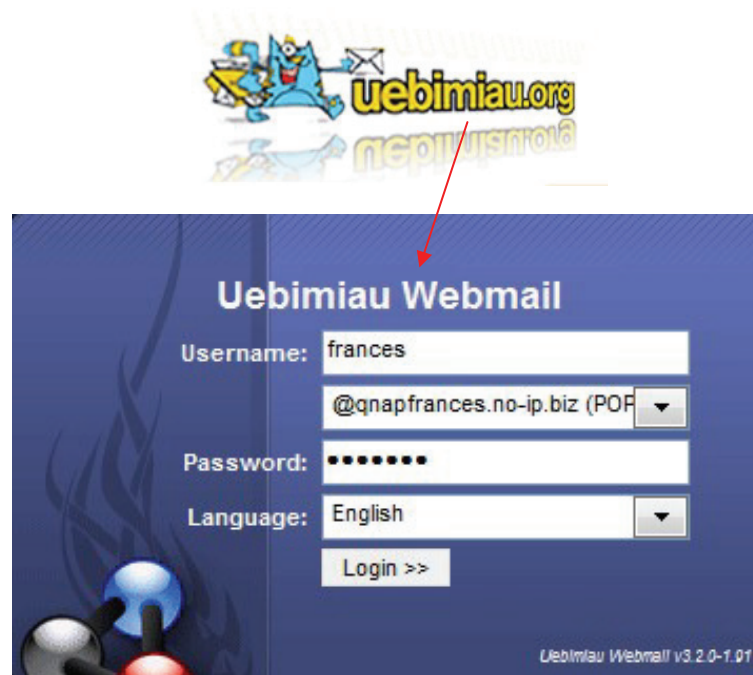 uebimiau.org
Uebimiau Webmail
Username: frances
@qnapfrances.no-ip.biz (POP
Password: •••••••
Language: English
Login >>
Uebimiau Webmail v3.2.0-1.91